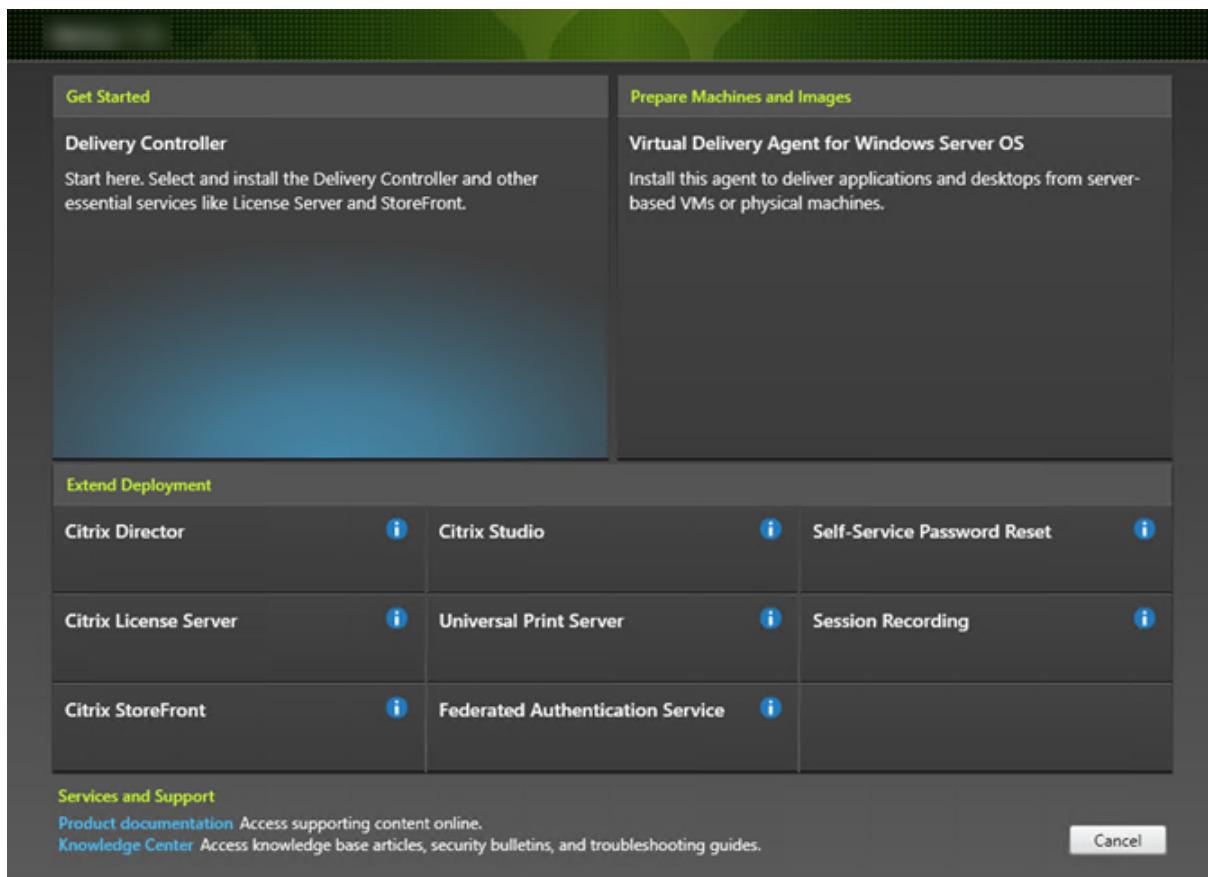 Get Started
Prepare Machines and Images
Delivery Controller
Start here. Select and install the Delivery Controller and other
essential services like License Server and StoreFront.
Virtual Delivery Agent for Windows Server OS
Install this agent to deliver applications and desktops from server-
based VMs or physical machines.
Extend Deployment
Citrix Director
Citrix Studio
Self-Service Password Reset
Citrix License Server
Universal Print Server
Session Recording
Citrix StoreFront
Federated Authentication Service
Services and Support
Product documentation Access supporting content online.
Knowledge Center Access knowledge base articles, security bulletins, and troubleshooting guides.
Cancel